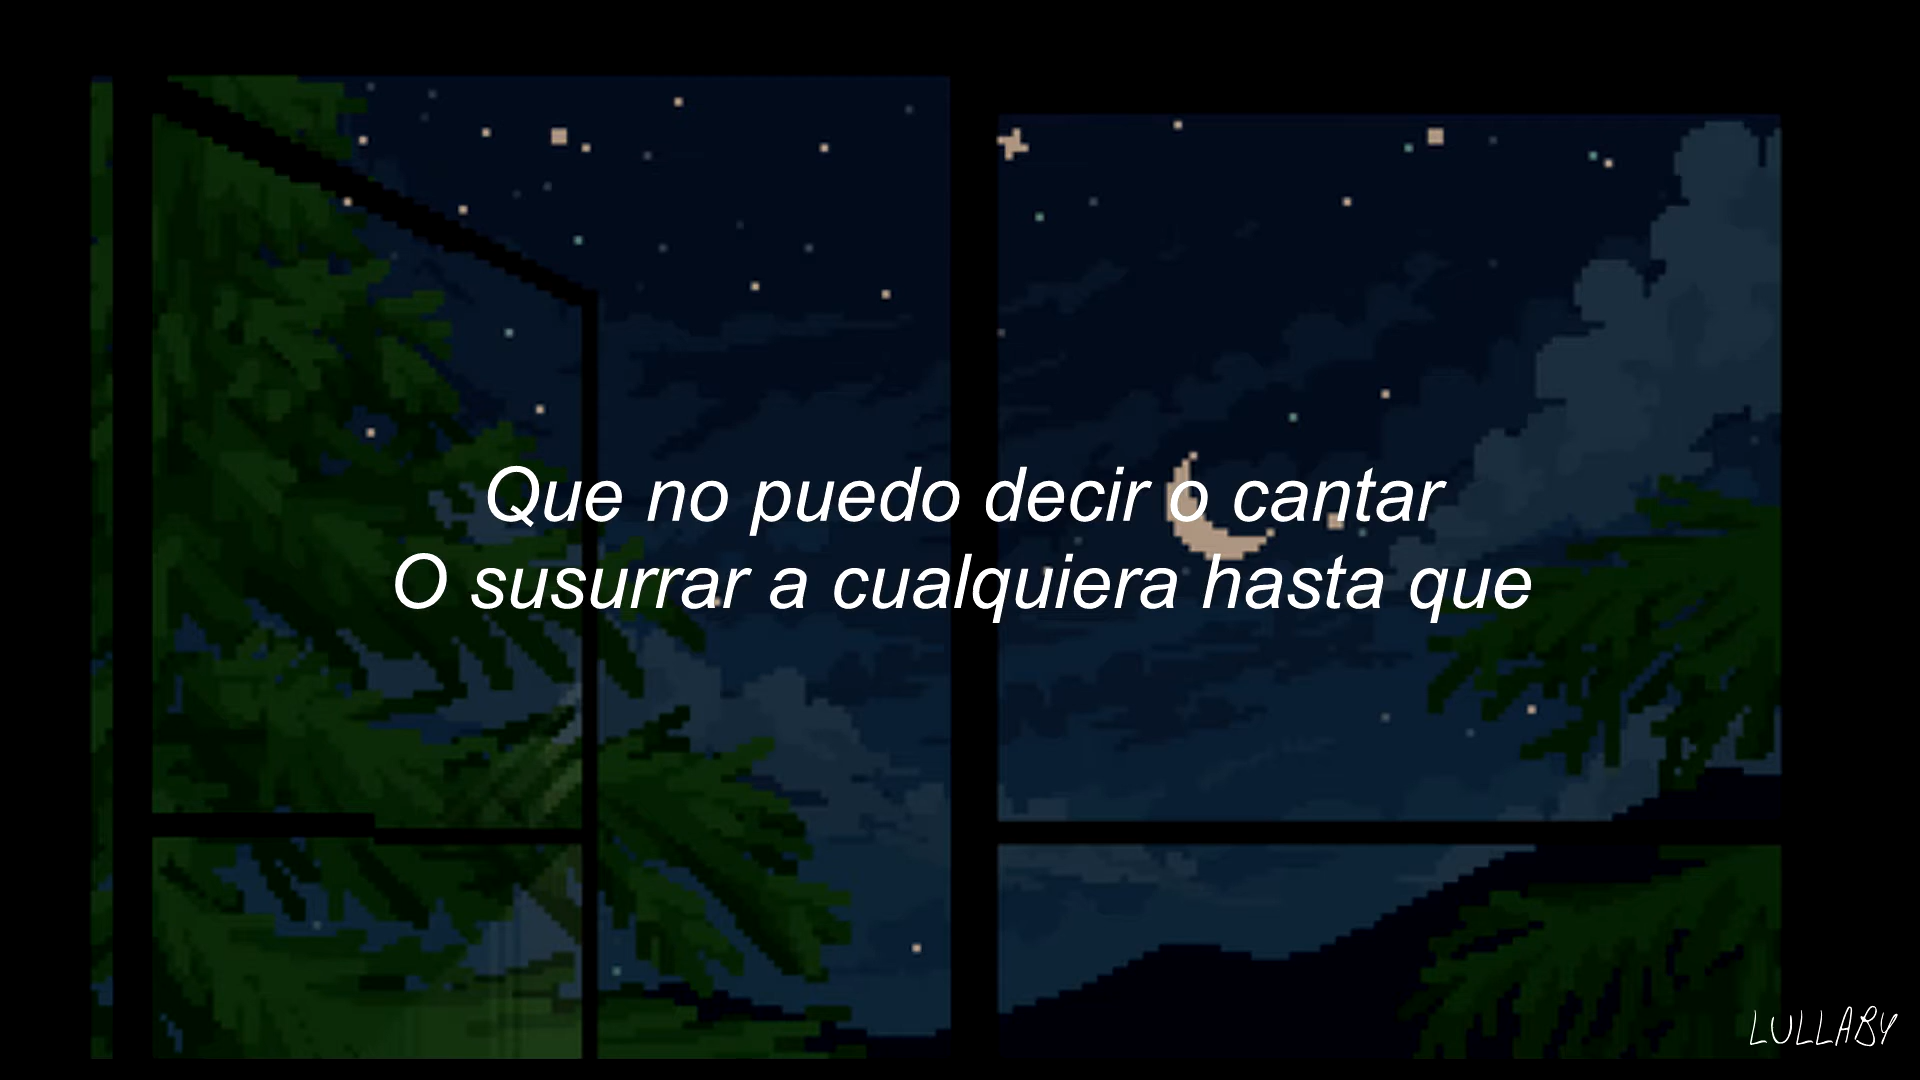 Que no puedo decir o cantar
O susurrar a cualquiera hasta que
LULLABY